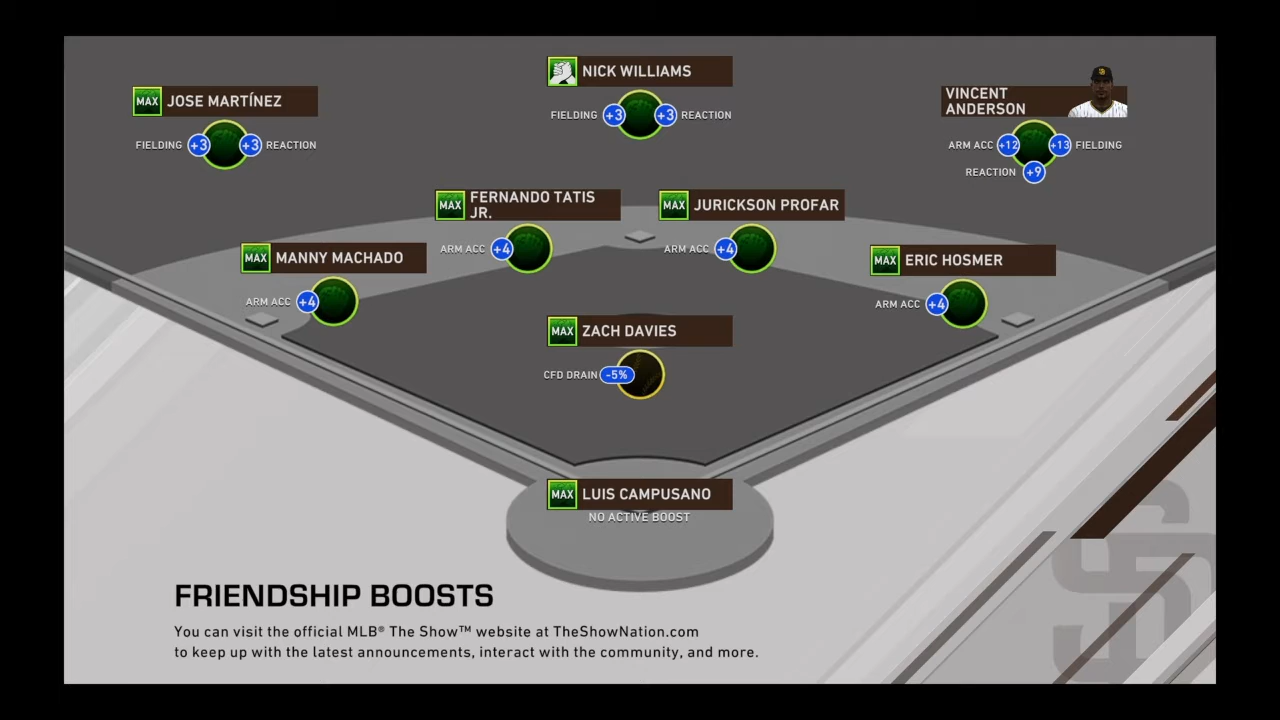 NICK WILLIAMS
FIELDING +3 +3 REACTION
MAX JOSE MARTÍNEZ
FIELDING +3 +3 REACTION
VINCENT
ANDERSON
ARM ACC +12 +13 FIELDING
REACTION +9
MAX FERNANDO TATIS
JR.
ARM ACC +4
MAX JURICKSON PROFAR
ARM ACC +4
MAX MANNY MACHADO
ARM ACC +4
MAX ERIC HOSMER
ARM ACC +4
MAX ZACH DAVIES
CFD DRAIN -5%
MAX LUIS CAMPUSANO
NO ACTIVE BOOST
FRIENDSHIP BOOSTS
You can visit the official MLB® The Show™ website at TheShowNation.com
to keep up with the latest announcements, interact with the community, and more.
SD